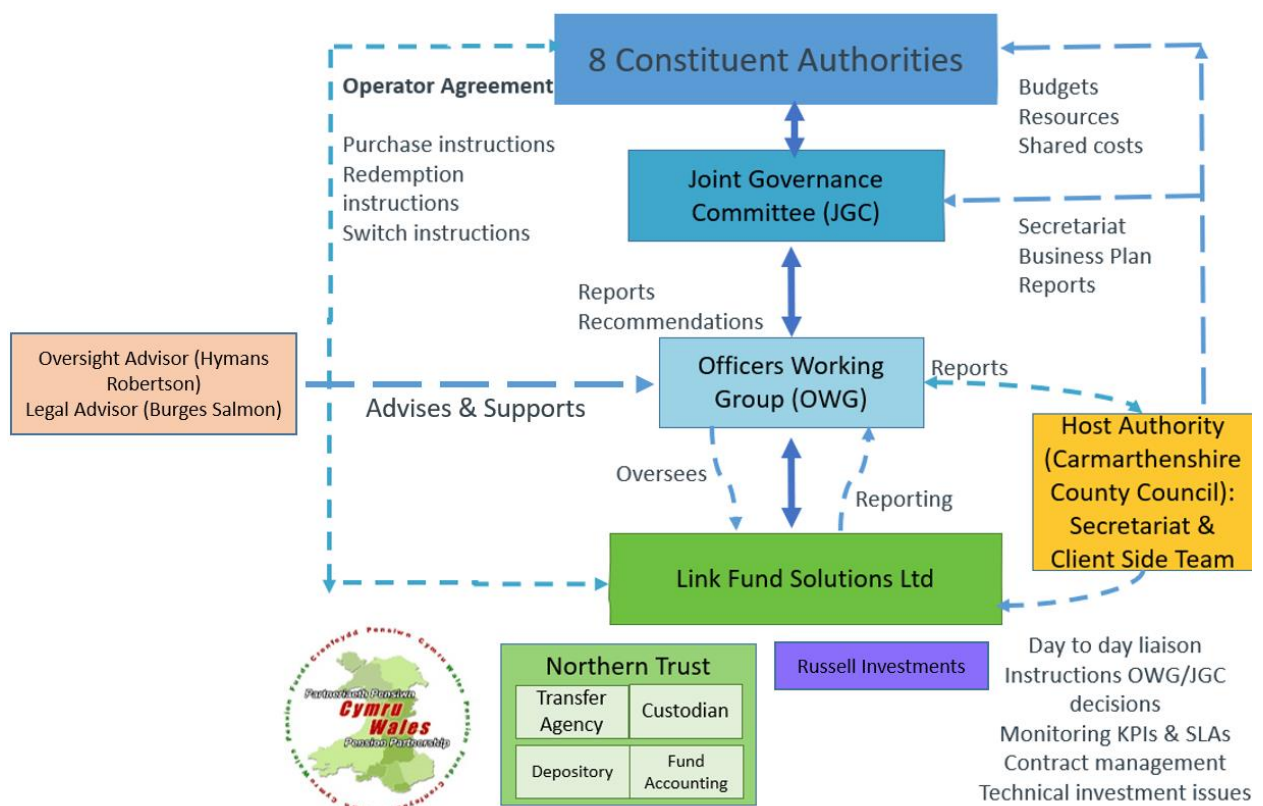 8 Constituent Authorities
Operator Agreement
Purchase instructions
Redemption
instructions
Switch instructions
Budgets
Resources
Shared costs
Joint Governance
Committee (JGC)
Secretariat
Business Plan
Reports
Reports
Recommendations
Oversight Advisor (Hymans
Robertson)
Legal Advisor (Burges Salmon)
Advises & Supports
Officers Working
Group (OWG)
Reports
Host Authority
(Carmarthenshire
County Council):
Secretariat &
Client Side Team
Oversees
Reporting
Link Fund Solutions Ltd
Northern Trust
Transfer
Agency
Custodian
Depository
Fund
Accounting
Russell Investments
Day to day liaison
Instructions OWG/JGC
decisions
Monitoring KPIs & SLAs
Contract management
Technical investment issues
Partneriaeth Pensiwn
Cymru
Wales
Pension Partnership